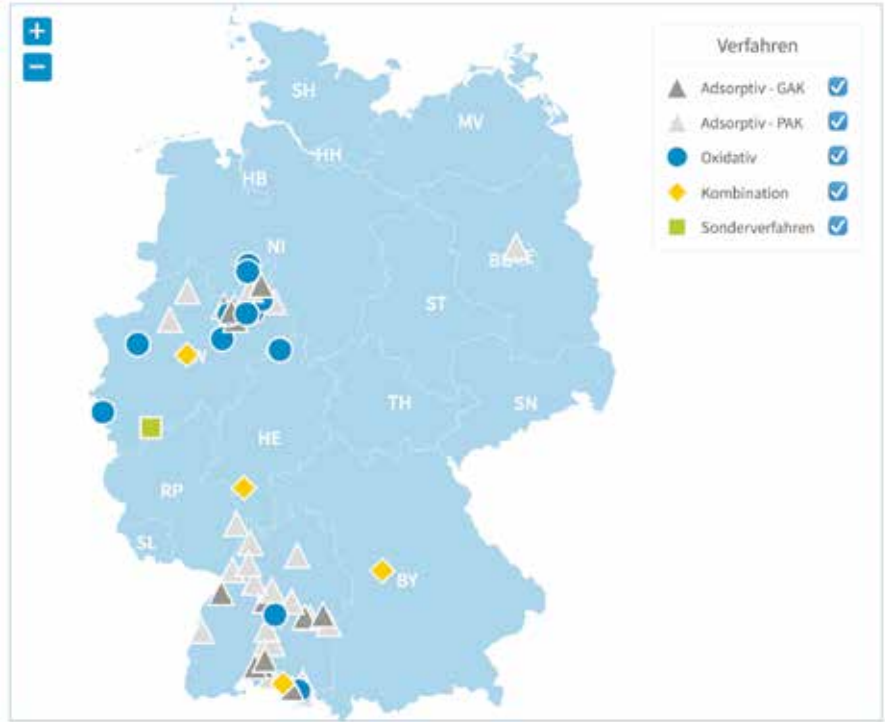 +
−
Verfahren
Adsorptiv - GAK
Adsorptiv - PAK
Oxidativ
Kombination
Sonderverfahren
SH
MV
HH
HB
NI
ST
TH
SN
HE
RP
SL
BY